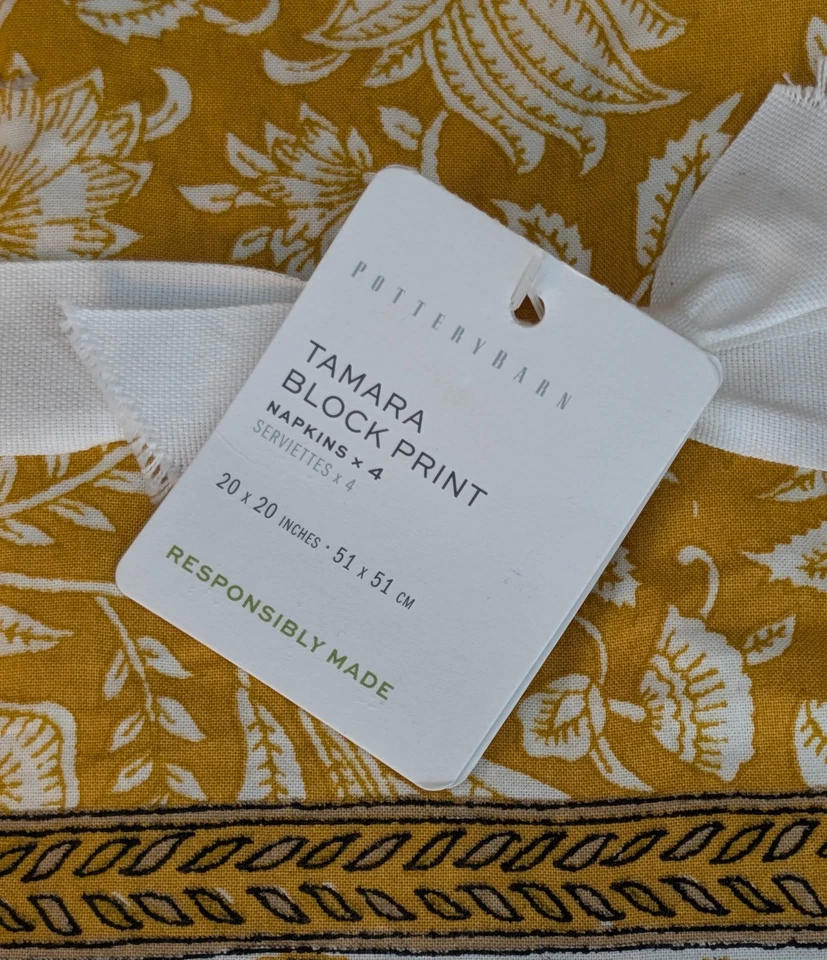 POTTERYBARN
TAMARA
BLOCK PRINT
NAPKINS × 4
SERVIETTES x 4
20 x 20 INCHES · 51 x 51 CM
RESPONSIBLY MADE